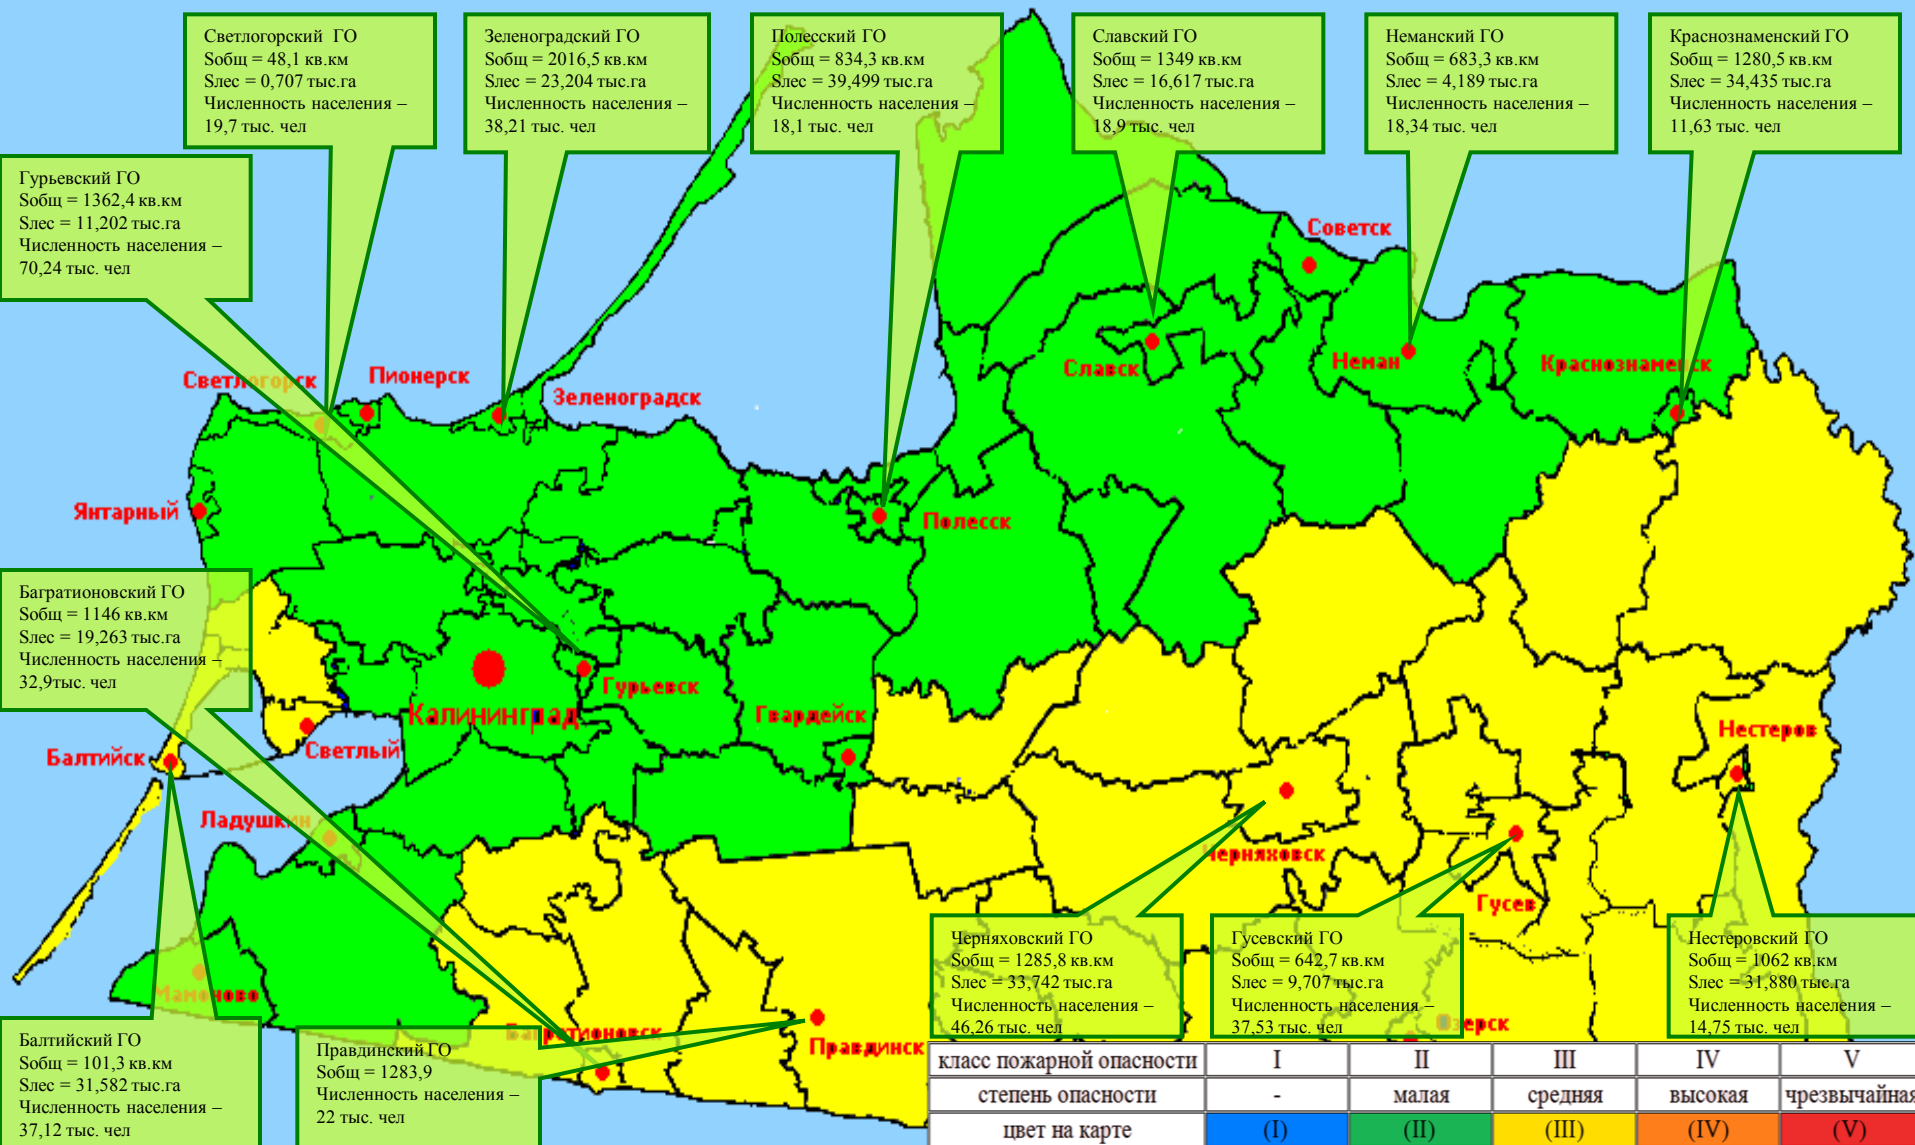 Светлогорский ГО
Sобщ = 48,1 кв.км
Sлес = 0,707 тыс.га
Численность населения –
19,7 тыс. чел
Зеленоградский ГО
Sобщ = 2016,5 кв.км
Sлес = 23,204 тыс.га
Численность населения –
38,21 тыс. чел
Полесский ГО
Sобщ = 834,3 кв.км
Sлес = 39,499 тыс.га
Численность населения –
18,1 тыс. чел
Славский ГО
Sобщ = 1349 кв.км
Sлес = 16,617 тыс.га
Численность населения –
18,9 тыс. чел
Неманский ГО
Sобщ = 683,3 кв.км
Sлес = 4,189 тыс.га
Численность населения –
18,34 тыс. чел
Краснознаменский ГО
Sобщ = 1280,5 кв.км
Sлес = 34,435 тыс.га
Численность населения –
11,63 тыс. чел
Гурьевский ГО
Sобщ = 1362,4 кв.км
Sлес = 11,202 тыс.га
Численность населения –
70,24 тыс. чел
Советск
Светлогорск
Пионерск
Зеленоградск
Славск
Неман
Краснознаменск
Янтарный
Полесск
Багратионовский ГО
Sобщ = 1146 кв.км
Sлес = 19,263 тыс.га
Численность населения –
32,9тыс. чел
Гурьевск
Калининград
Гвардейск
Нестеров
Балтийск
Светлый
Ладушкин
Черняховск
Гусев
Мамоново
Багратионовск
Правдинск
Озерск
Черняховский ГО
Sобщ = 1285,8 кв.км
Sлес = 33,742 тыс.га
Численность населения –
46,26 тыс. чел
Гусевский ГО
Sобщ = 642,7 кв.км
Sлес = 9,707 тыс.га
Численность населения –
37,53 тыс. чел
Нестеровский ГО
Sобщ = 1062 кв.км
Sлес = 31,880 тыс.га
Численность населения –
14,75 тыс. чел
Балтийский ГО
Sобщ = 101,3 кв.км
Sлес = 31,582 тыс.га
Численность населения –
37,12 тыс. чел
Правдинский ГО
Sобщ = 1283,9
Численность населения –
22 тыс. чел
класс пожарной опасности I II III IV V
степень опасности - малая средняя высокая чрезвычайная
цвет на карте (I) (II) (III) (IV) (V)